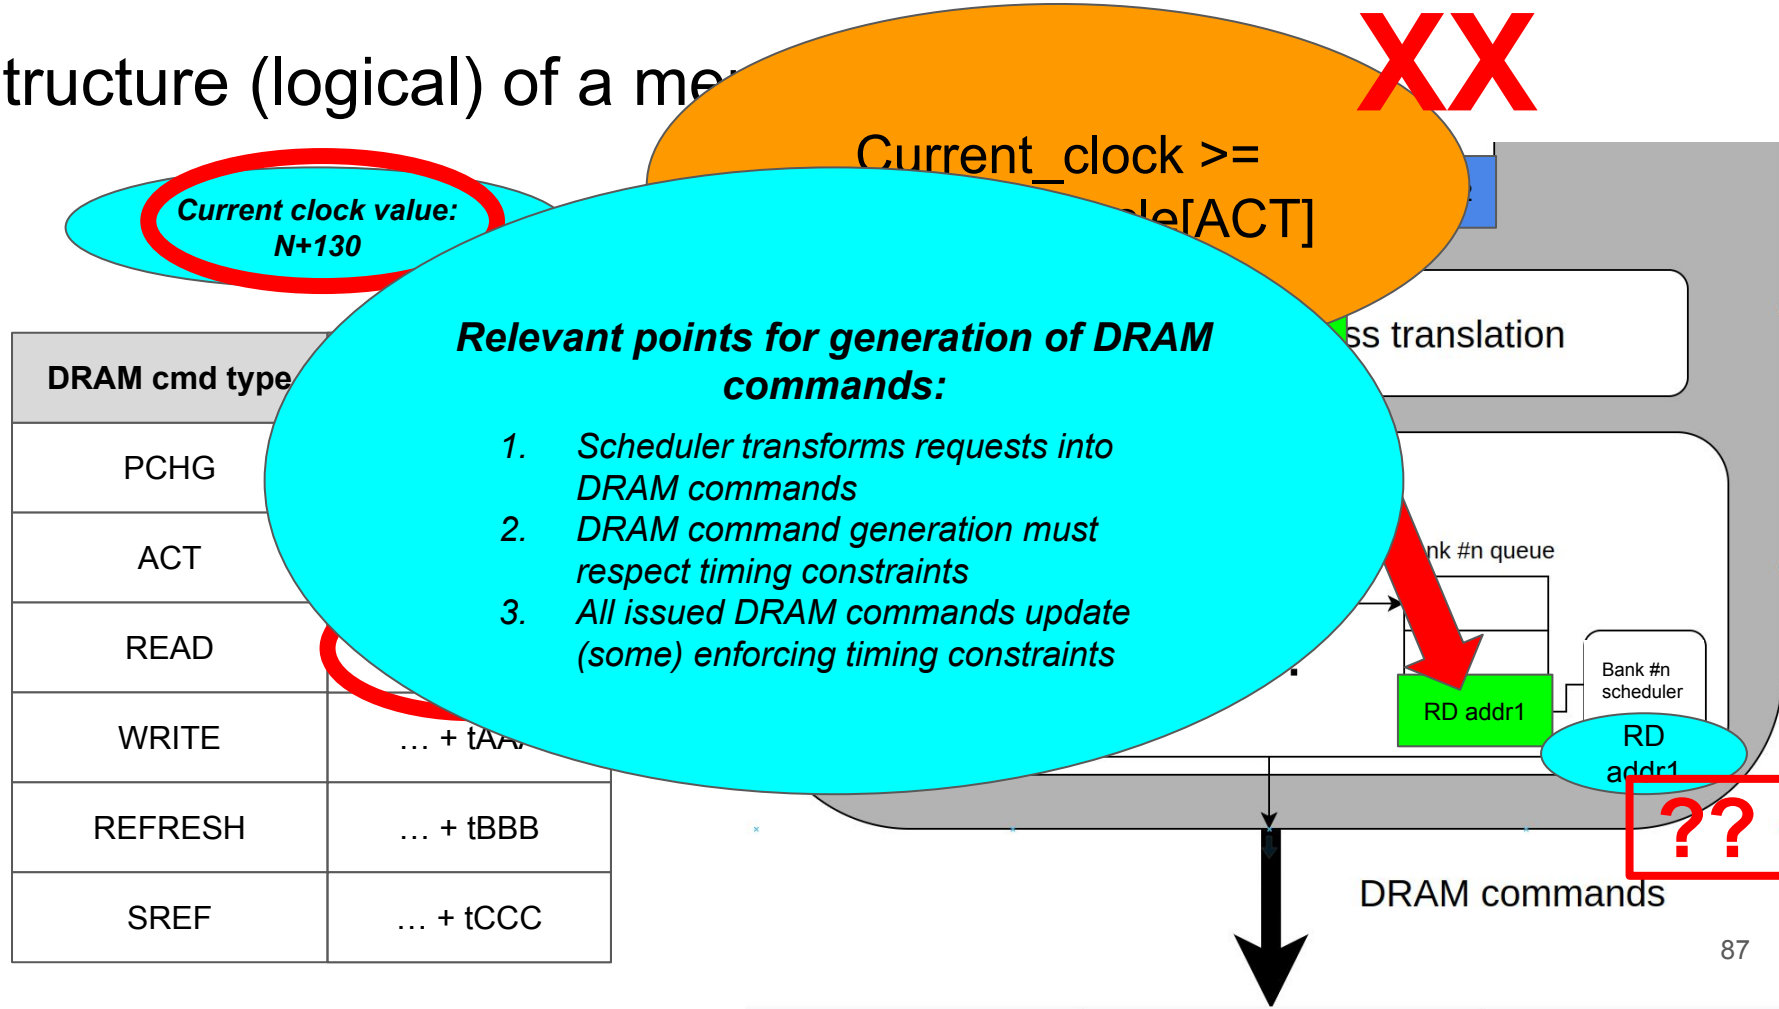 tructure (logical) of a me
XX
Current_clock >=
[ACT]
Current clock value:
N+130
Relevant points for generation of DRAM
commands:
1. Scheduler transforms requests into
DRAM commands
2. DRAM command generation must
respect timing constraints
3. All issued DRAM commands update
(some) enforcing timing constraints
DRAM cmd type
PCHG
ACT
READ
WRITE
… + tAAA
REFRESH
… + tBBB
SREF
… + tCCC
ss translation
nk #n queue
RD addr1
Bank #n
scheduler
RD
addr1
??
DRAM commands
87